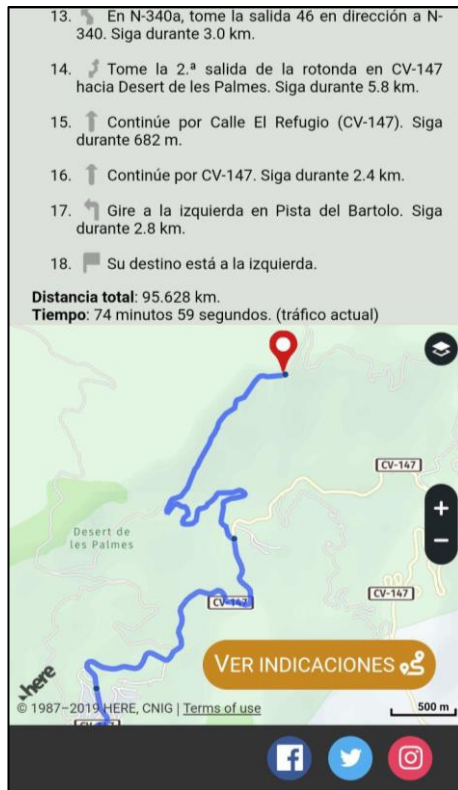 13. En N-340a, tome la salida 46 en dirección a N-
340. Siga durante 3.0 km.
14. Tome la 2.ª salida de la rotonda en CV-147
hacia Desert de les Palmes. Siga durante 5.8 km.
15. Continúe por Calle El Refugio (CV-147). Siga
durante 682 m.
16. Continúe por CV-147. Siga durante 2.4 km.
17. Gire a la izquierda en Pista del Bartolo. Siga
durante 2.8 km.
18. Su destino está a la izquierda.
Distancia total: 95.628 km.
Tiempo: 74 minutos 59 segundos. (tráfico actual)
CV-147
+
Desert de
les Palmes
−
CV-147
CV-147
VER INDICACIONES
here
© 1987–2019 HERE, CNIG | Terms of use
500 m
CV-147